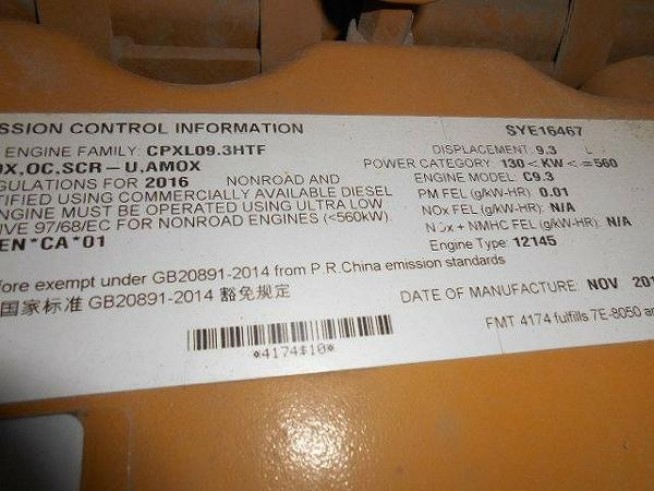 SSION CONTROL INFORMATION SYE16467
ENGINE FAMILY: CPXL09.3HTF DISPLACEMENT: 9.3 L
OX,OC,SCR-U,AMOX POWER CATEGORY: 130 < KW <= 560
GULATIONS FOR 2016 NONROAD AND ENGINE MODEL: C9.3
TIFIED USING COMMERCIALLY AVAILABLE DIESEL PM FEL (g/kW-HR): 0.01
NGINE MUST BE OPERATED USING ULTRA LOW NOx FEL (g/kW-HR): N/A
IVE 97/68/EC FOR NONROAD ENGINES (<560kW). NOx + NMHC FEL (g/kW-HR): N/A
EN*CA*01 Engine Type: 12145
fore exempt under GB20891-2014 from P.R.China emission standards
国家标准 GB20891-2014 豁免规定 DATE OF MANUFACTURE: NOV 201
*4174$10* FMT 4174 fulfills 7E-8050 a